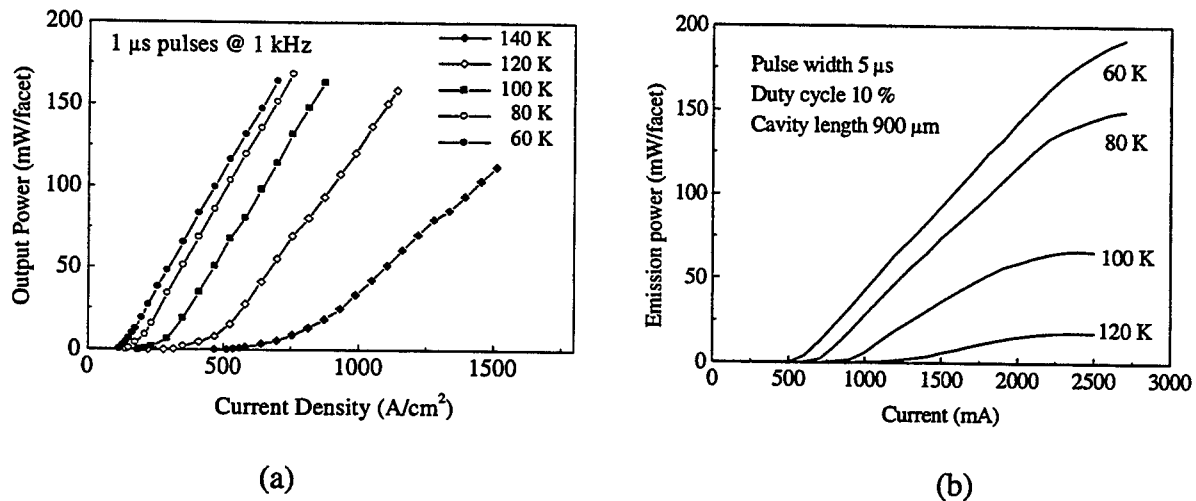 200
150
100
50
0
Output Power (mW/facet)
1 μs pulses @ 1 kHz
140 K
120 K
100 K
80 K
60 K
0 500 1000 1500
Current Density (A/cm²)
(a)
200
150
100
50
0
Emission power (mW/facet)
Pulse width 5 μs
Duty cycle 10 %
Cavity length 900 μm
60 K
80 K
100 K
120 K
0 500 1000 1500 2000 2500 3000
Current (mA)
(b)